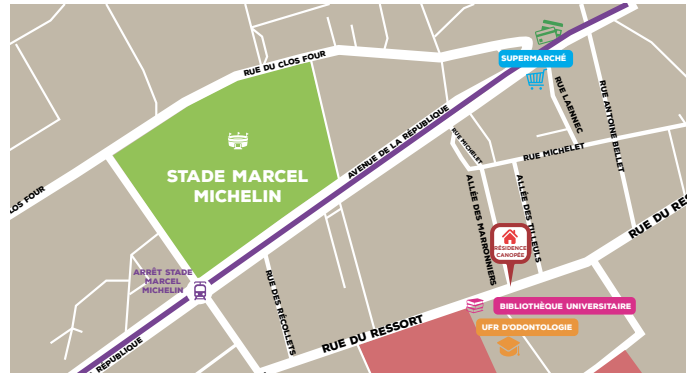 SUPERMARCHÉ
RUE DU CLOS FOUR
RUE LAENNEC
RUE ANTOINE BELLET
AVENUE DE LA RÉPUBLIQUE
RUE MICHELET
RUE MICHELET
STADE MARCEL
MICHELIN
CLOS FOUR
ALLÉE DES MARRONNIERS
ALLÉE DES TILLEULS
RUE DU RES
RÉSIDENCE
CANOPÉE
ARRÊT STADE
MARCEL
MICHELIN
RUE DES RÉCOLLETS
BIBLIOTHÈQUE UNIVERSITAIRE
RUE DU RESSORT
UFR D'ODONTOLOGIE
RÉPUBLIQUE